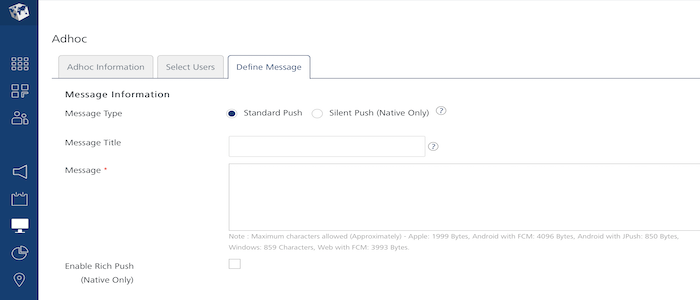 Adhoc
Adhoc Information Select Users Define Message
Message Information
Message Type Standard Push Silent Push (Native Only) ?
Message Title ?
Message *
Note : Maximum characters allowed (Approximately) - Apple: 1999 Bytes, Android with FCM: 4096 Bytes, Android with JPush: 850 Bytes,
Windows: 859 Characters, Web with FCM: 3993 Bytes.
Enable Rich Push
(Native Only)